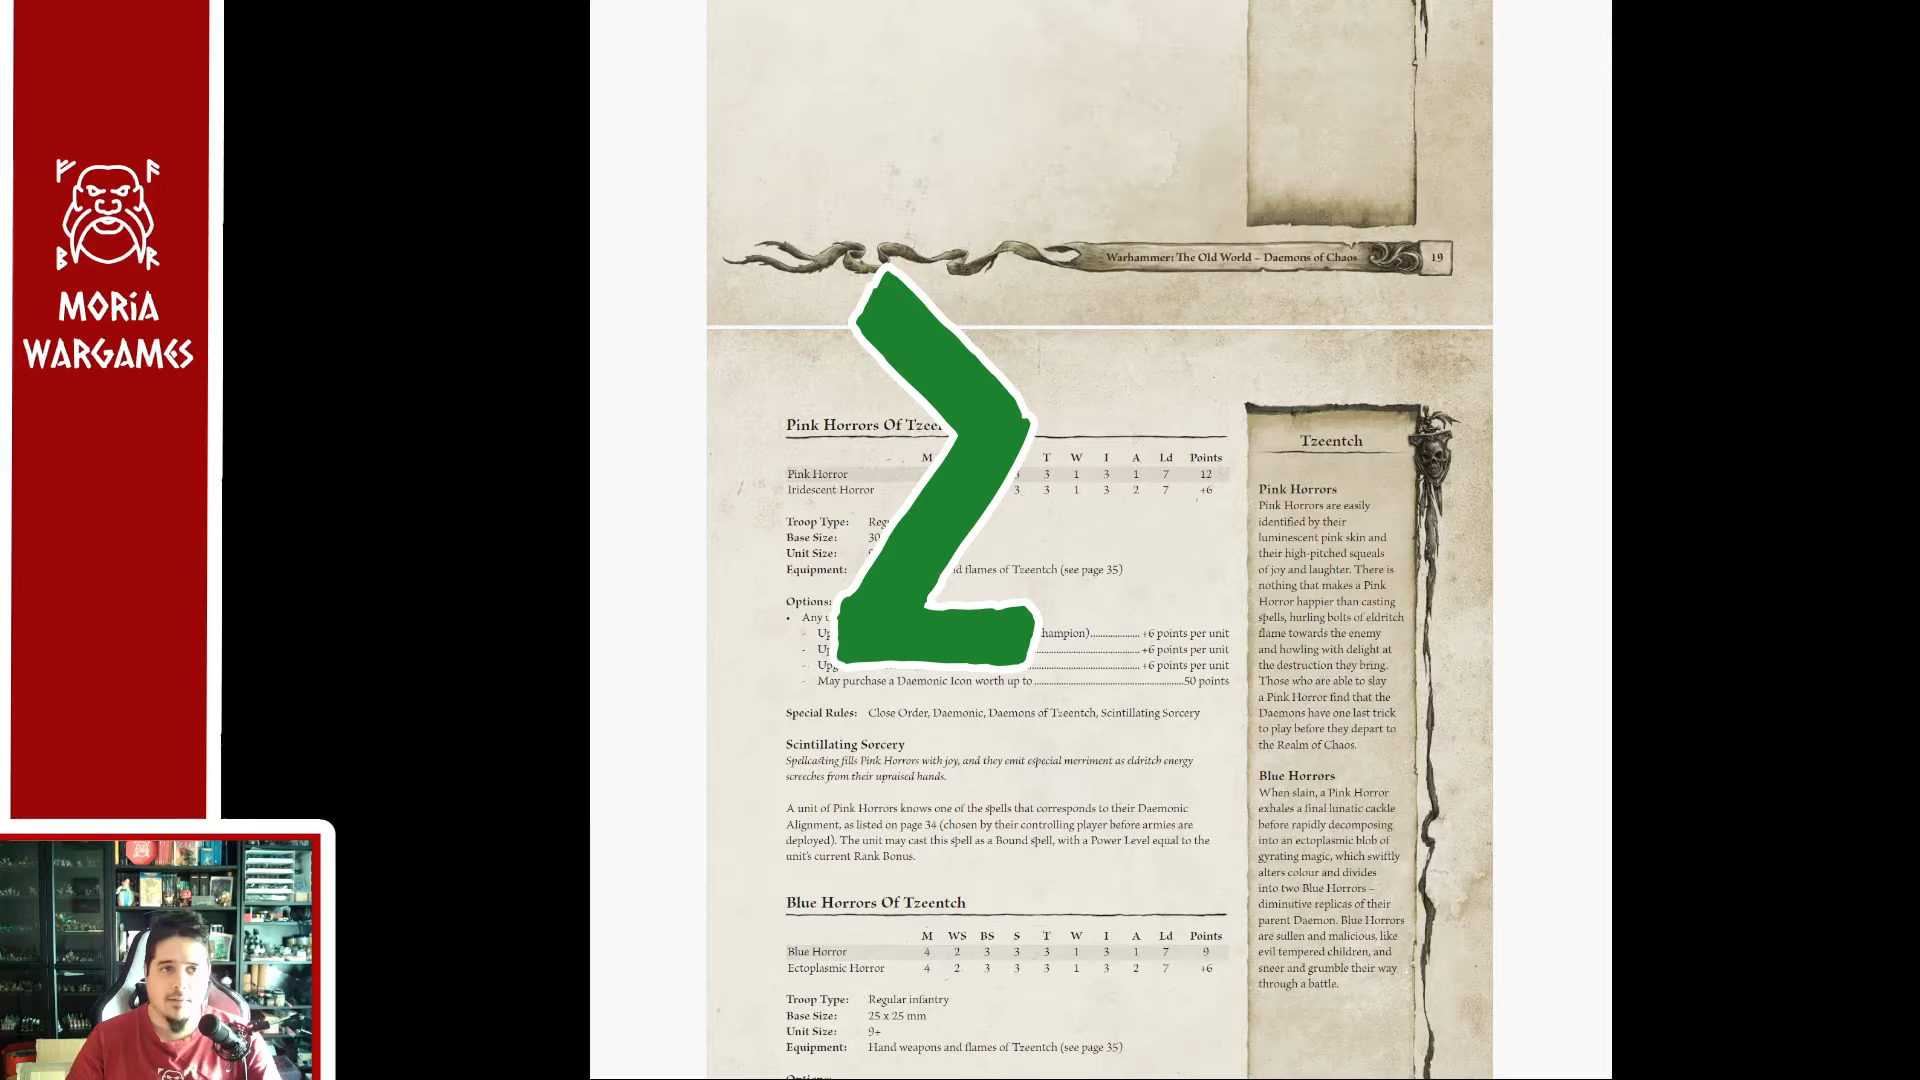 MORiA
WARGAMES
Warhammer: The Old World – Daemons of Chaos
19
Pink Horrors Of
M T W I A Ld Points
Pink Horror 3 1 3 1 7 12
Iridescent Horror 3 3 1 3 2 7 +6
Troop Type:
Base Size:
Unit Size:
Equipment: flames of Tzeentch (see page 35)
Options:
• Any
+6 points per unit
+6 points per unit
+6 points per unit
- May purchase a Daemonic Icon worth up to 50 points
Special Rules: Close Order, Daemonic, Daemons of Tzeentch, Scintillating Sorcery
Scintillating Sorcery
Spellcasting fills Pink Horrors with joy, and they emit especial merriment as eldritch energy
screeches from their upraised hands.
A unit of Pink Horrors knows one of the spells that corresponds to their Daemonic
Alignment, as listed on page 34 (chosen by their controlling player before armies are
deployed). The unit may cast this spell as a Bound spell, with a Power Level equal to the
unit's current Rank Bonus.
Blue Horrors Of Tzeentch
M WS BS S T W I A Ld Points
Blue Horror 4 2 3 3 3 1 3 1 7 9
Ectoplasmic Horror 4 2 3 3 3 1 3 2 7 +6
Troop Type: Regular infantry
Base Size: 25 x 25 mm
Unit Size: 9+
Equipment: Hand weapons and flames of Tzeentch (see page 35)
Tzeentch
Pink Horrors
Pink Horrors are easily
identified by their
luminescent pink skin and
their high-pitched squeals
of joy and laughter. There is
nothing that makes a Pink
Horror happier than casting
spells, hurling bolts of eldritch
flame towards the enemy
and howling with delight at
the destruction they bring.
Those who are able to slay
a Pink Horror find that the
Daemons have one last trick
to play before they depart to
the Realm of Chaos.
Blue Horrors
When slain, a Pink Horror
exhales a final lunatic cackle
before rapidly decomposing
into an ectoplasmic blob of
gyrating magic, which swiftly
alters colour and divides
into two Blue Horrors –
diminutive replicas of their
parent Daemon. Blue Horrors
are sullen and malicious, like
evil tempered children, and
sneer and grumble their way
through a battle.